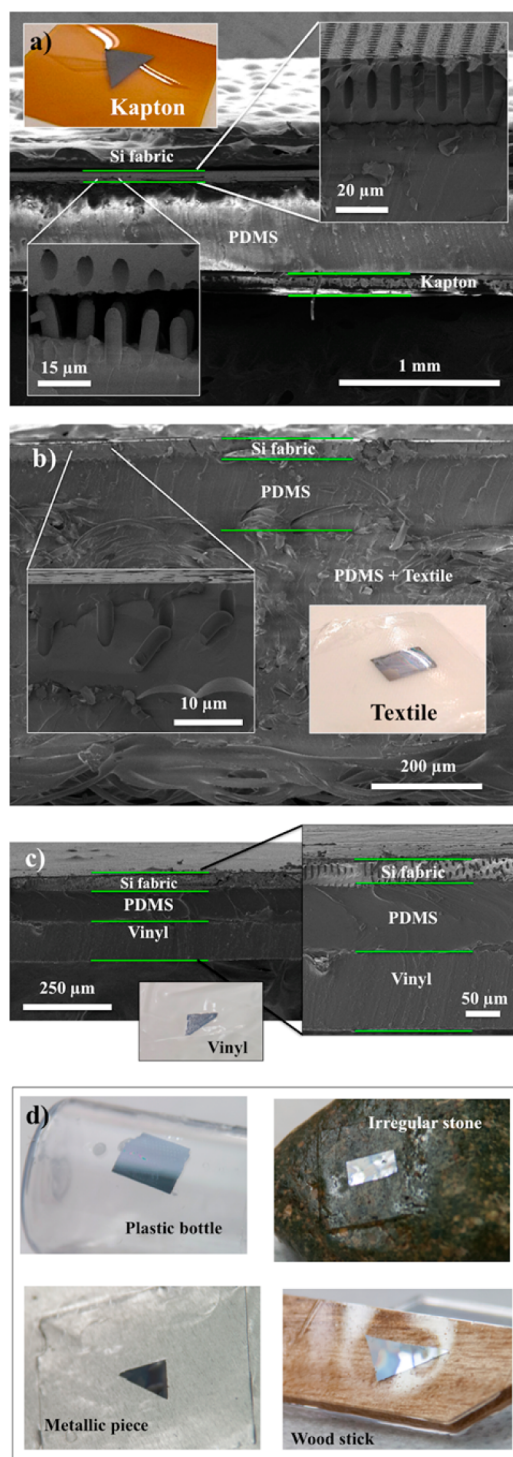 a)
Kapton
Si fabric
20 µm
PDMS
Kapton
15 µm
1 mm
b)
Si fabric
PDMS
PDMS + Textile
10 µm
Textile
200 µm
c)
Si fabric
PDMS
Vinyl
250 µm
Vinyl
Si fabric
PDMS
Vinyl
50 µm
d)
Plastic bottle
Irregular stone
Metallic piece
Wood stick